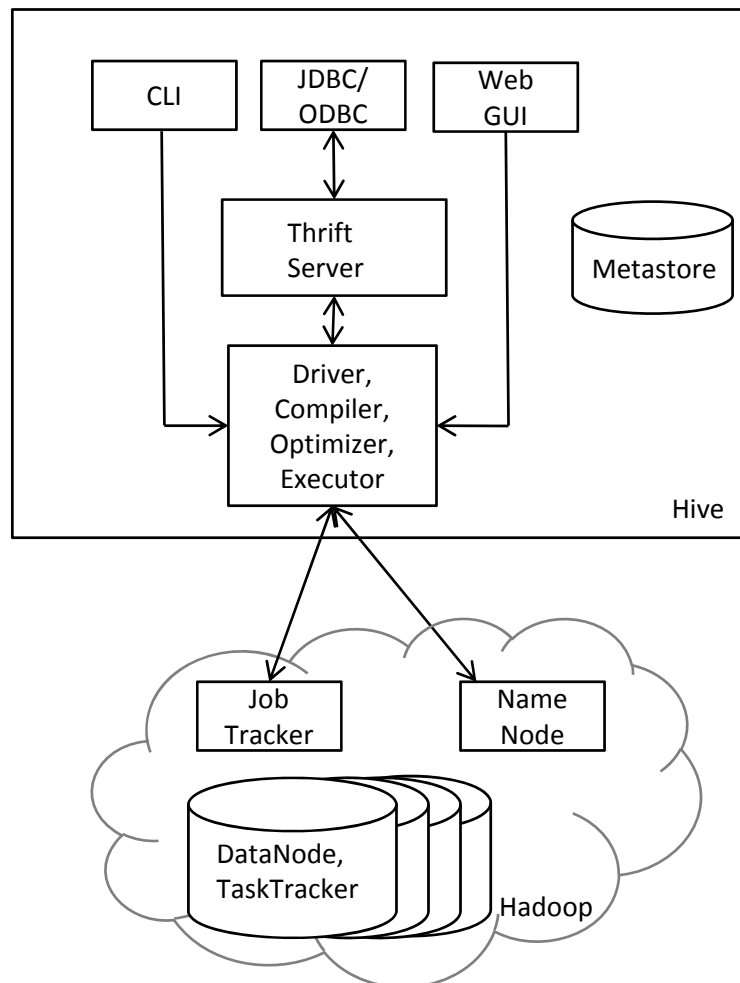 CLI
JDBC/
ODBC
Web
GUI
Thrift
Server
Metastore
Driver,
Compiler,
Optimizer,
Executor
Hive
Job
Tracker
Name
Node
DataNode,
TaskTracker
Hadoop